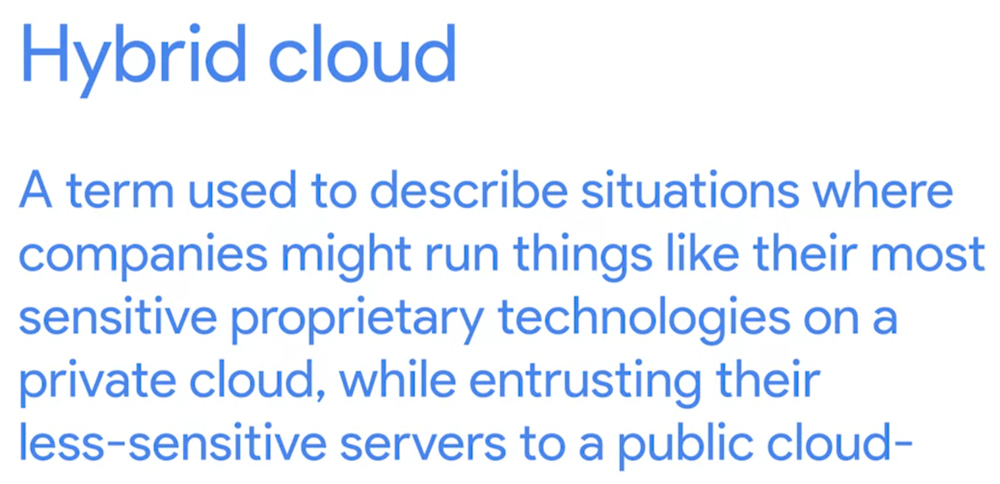 Hybrid cloud
A term used to describe situations where
companies might run things like their most
sensitive proprietary technologies on a
private cloud, while entrusting their
less-sensitive servers to a public cloud-